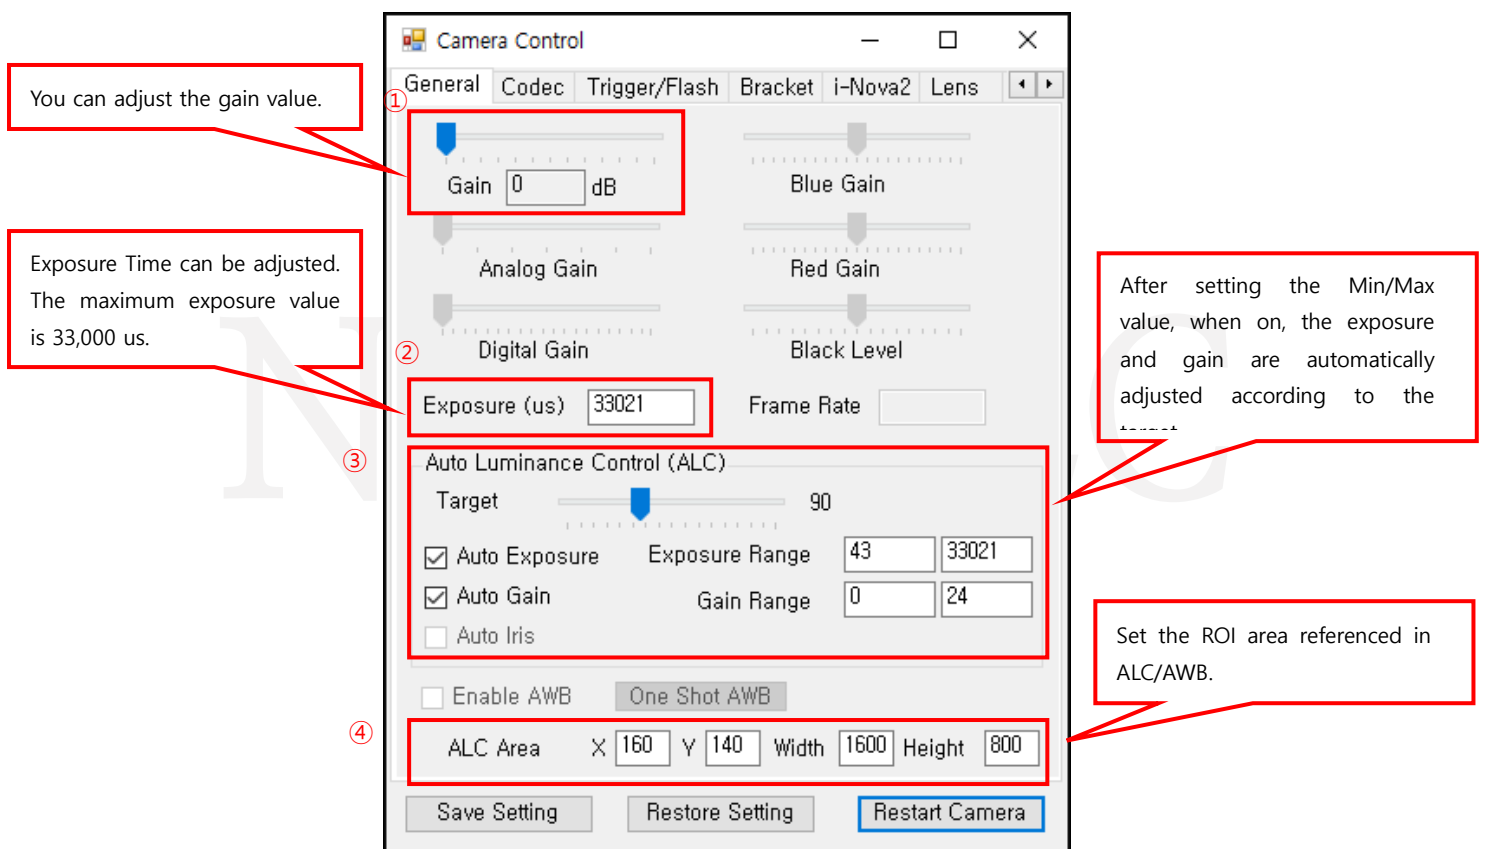 Camera Control
General Codec Trigger/Flash Bracket i-Nova2 Lens
You can adjust the gain value.
①
Gain 0 dB
Blue Gain
Analog Gain
Red Gain
Exposure Time can be adjusted.
The maximum exposure value
is 33,000 us.
Digital Gain
Black Level
②
Exposure (us) 33021
Frame Rate
After setting the Min/Max
value, when on, the exposure
and gain are automatically
adjusted according to the
target
③
Auto Luminance Control (ALC)
Target 90
Auto Exposure Exposure Range 43 33021
Auto Gain Gain Range 0 24
Auto Iris
Set the ROI area referenced in
ALC/AWB.
Enable AWB One Shot AWB
④
ALC Area X 160 Y 140 Width 1600 Height 800
Save Setting Restore Setting Restart Camera